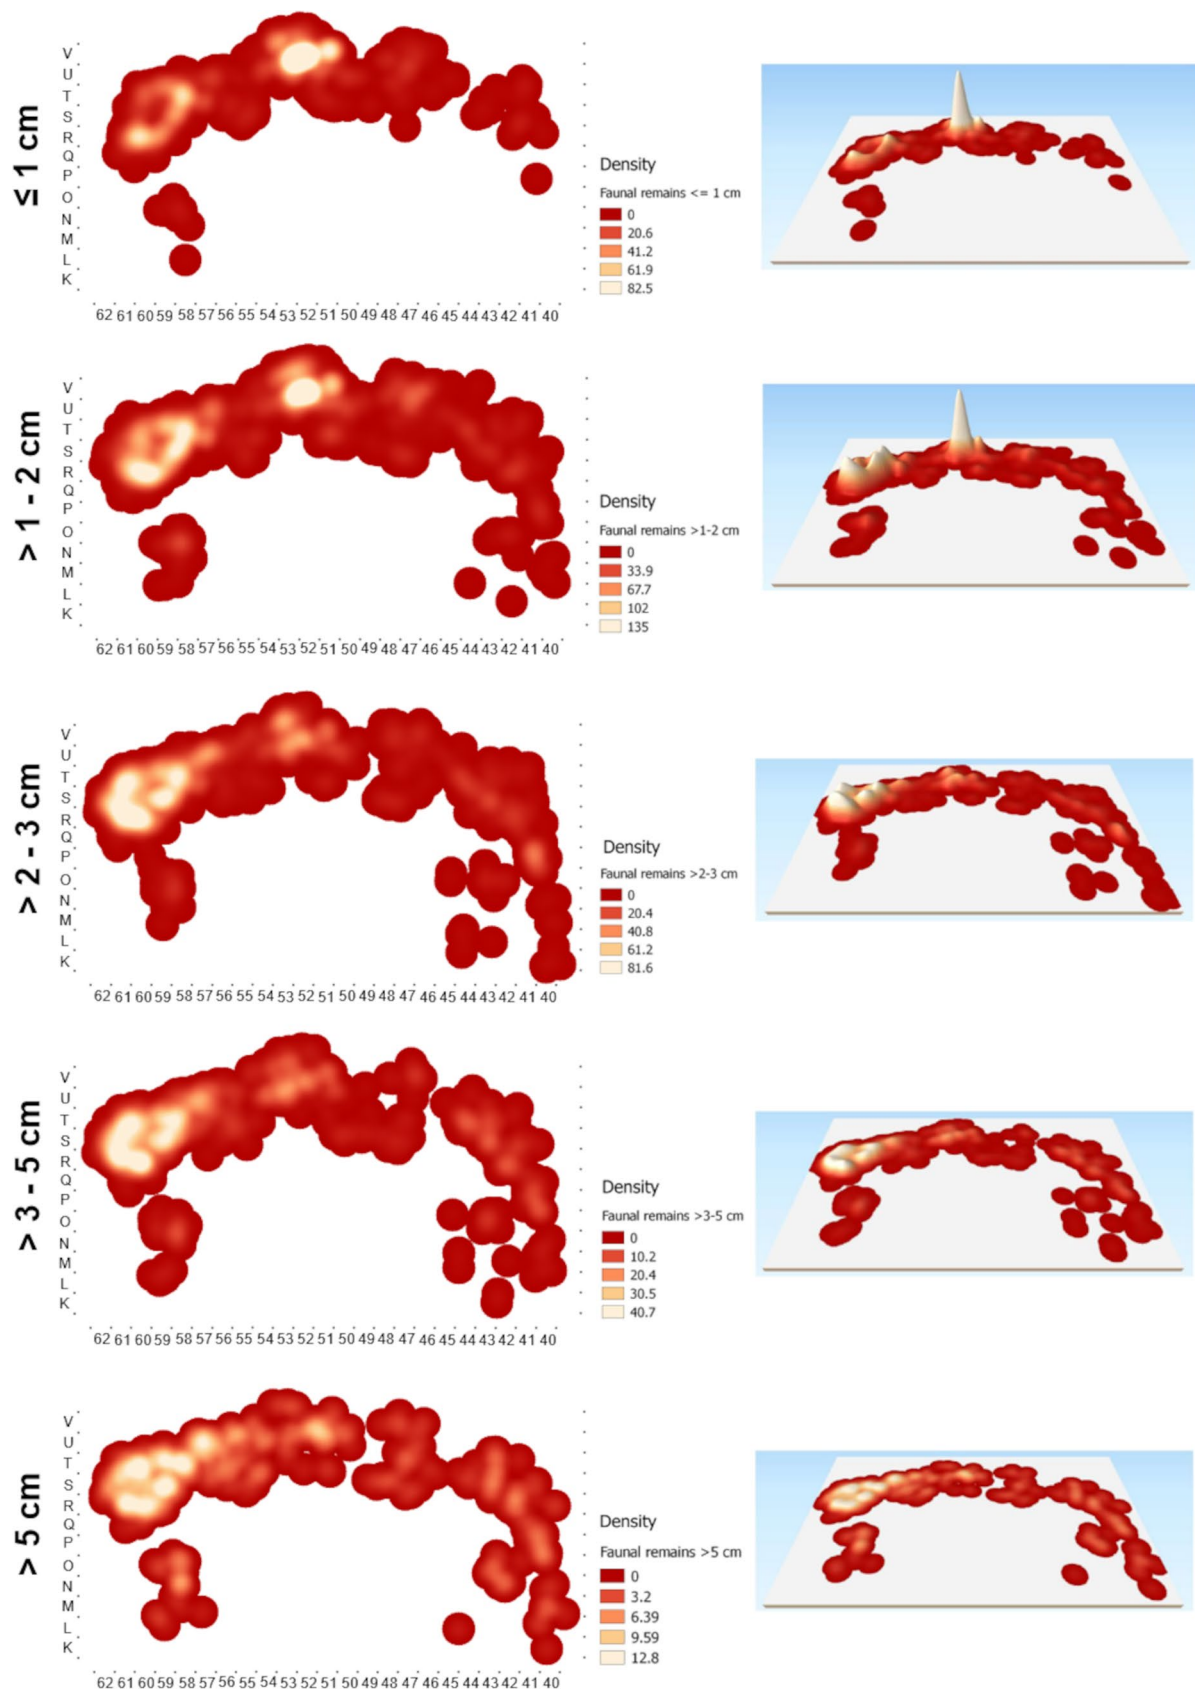 ≤ 1 cm
V
U
T
S
R
Q
P
O
N
M
L
K
62 61 60 59 58 57 56 55 54 53 52 51 50 49 48 47 46 45 44 43 42 41 40
Density
Faunal remains <= 1 cm
0
20.6
41.2
61.9
82.5
> 1 - 2 cm
V
U
T
S
R
Q
P
O
N
M
L
K
62 61 60 59 58 57 56 55 54 53 52 51 50 49 48 47 46 45 44 43 42 41 40
Density
Faunal remains >1-2 cm
0
33.9
67.7
102
135
> 2 - 3 cm
V
U
T
S
R
Q
P
O
N
M
L
K
62 61 60 59 58 57 56 55 54 53 52 51 50 49 48 47 46 45 44 43 42 41 40
Density
Faunal remains >2-3 cm
0
20.4
40.8
61.2
81.6
> 3 - 5 cm
V
U
T
S
R
Q
P
O
N
M
L
K
62 61 60 59 58 57 56 55 54 53 52 51 50 49 48 47 46 45 44 43 42 41 40
Density
Faunal remains >3-5 cm
0
10.2
20.4
30.5
40.7
> 5 cm
V
U
T
S
R
Q
P
O
N
M
L
K
62 61 60 59 58 57 56 55 54 53 52 51 50 49 48 47 46 45 44 43 42 41 40
Density
Faunal remains >5 cm
0
3.2
6.39
9.59
12.8